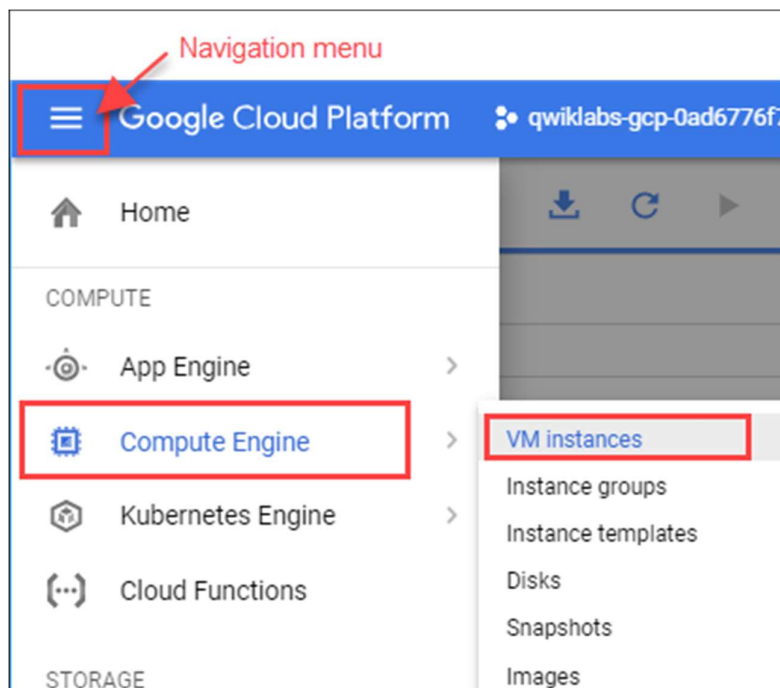 Navigation menu
Google Cloud Platform
qwiklabs-gcp-0ad6776f7
Home
COMPUTE
App Engine
Compute Engine
Kubernetes Engine
Cloud Functions
STORAGE
VM instances
Instance groups
Instance templates
Disks
Snapshots
Images